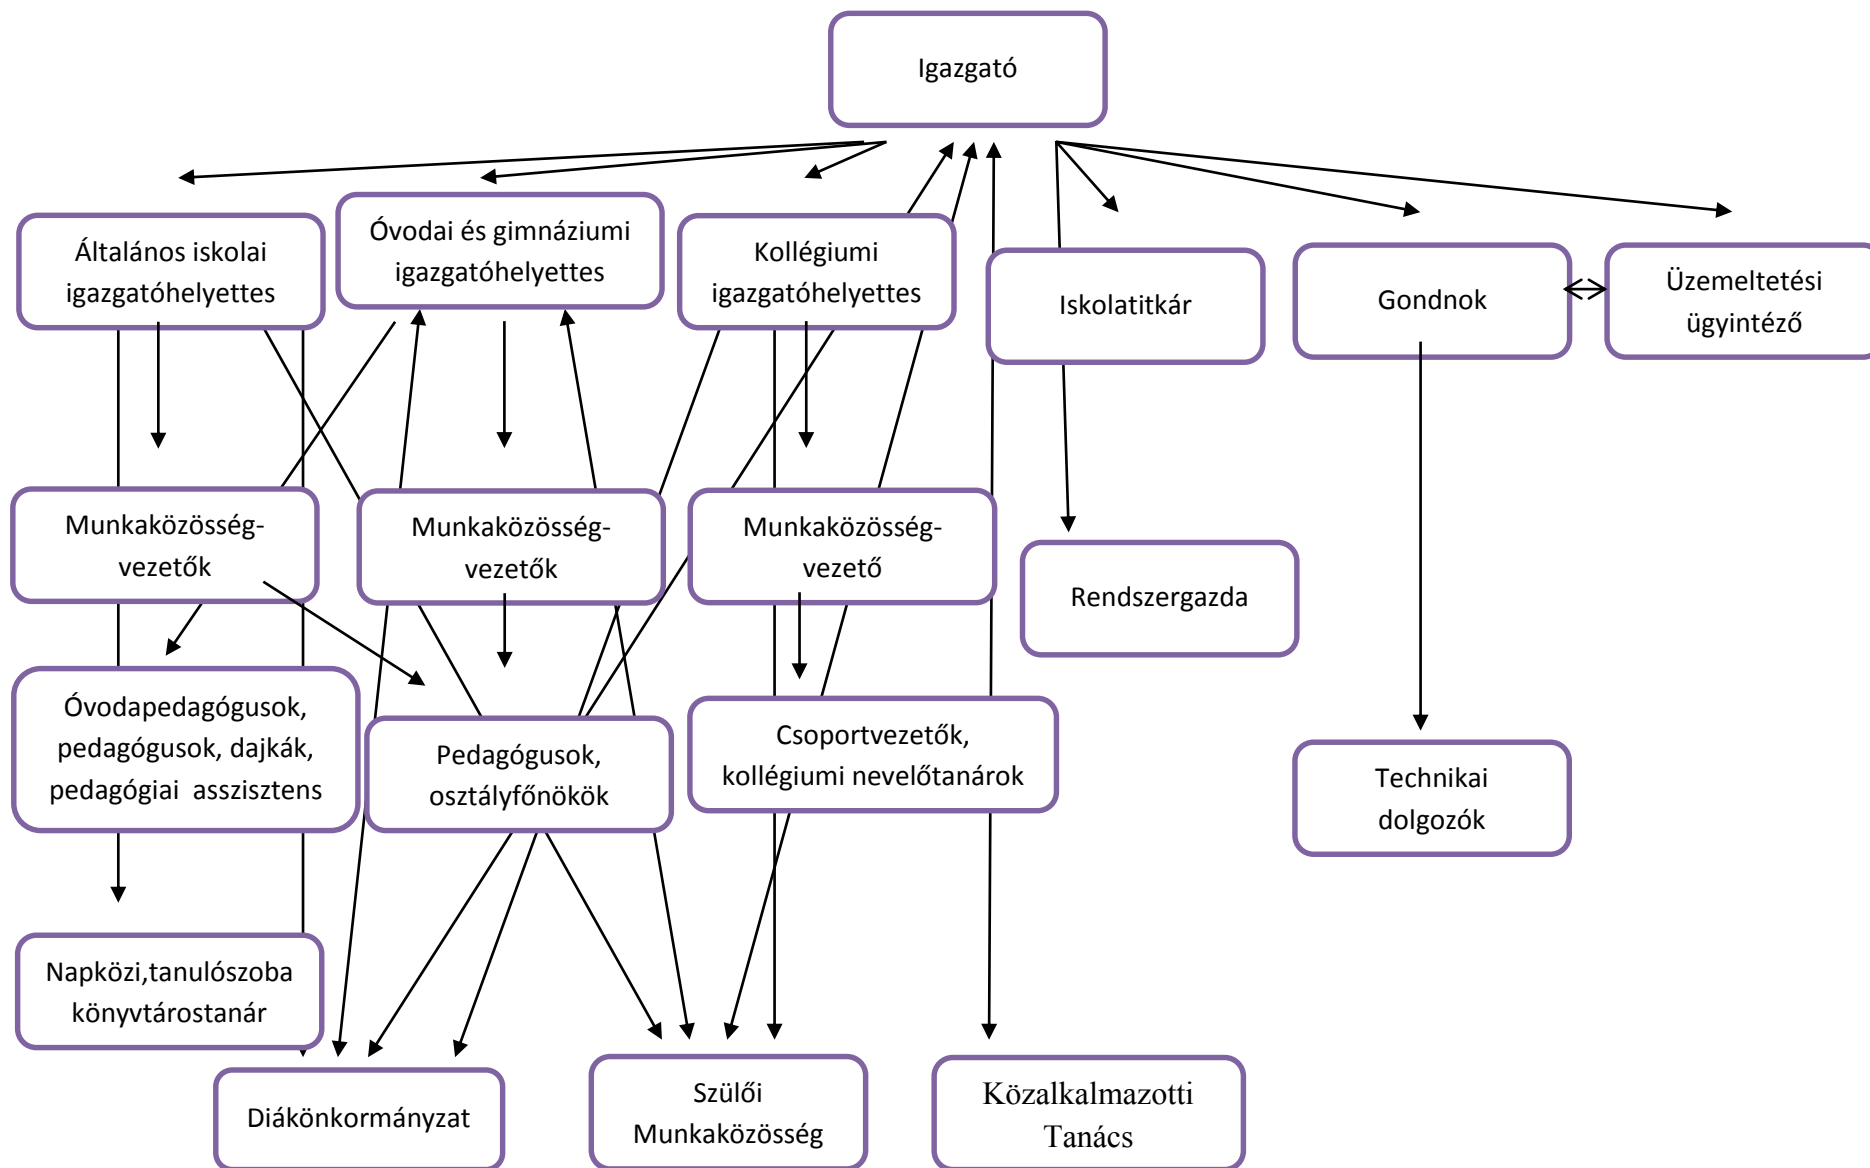 Igazgató
Általános iskolai
igazgatóhelyettes
Óvodai és gimnáziumi
igazgatóhelyettes
Kollégiumi
igazgatóhelyettes
Iskolatitkár
Gondnok
Üzemeltetési
ügyintéző
Munkaközösség-
vezetők
Munkaközösség-
vezetők
Munkaközösség-
vezető
Rendszergazda
Óvodapedagógusok,
pedagógusok, dajkák,
pedagógiai asszisztens
Pedagógusok,
osztályfőnökök
Csoportvezetők,
kollégiumi nevelőtanárok
Technikai
dolgozók
Napközi,tanulószoba
könyvtárostanár
Diákönkormányzat
Szülői
Munkaközösség
Közalkalmazotti
Tanács